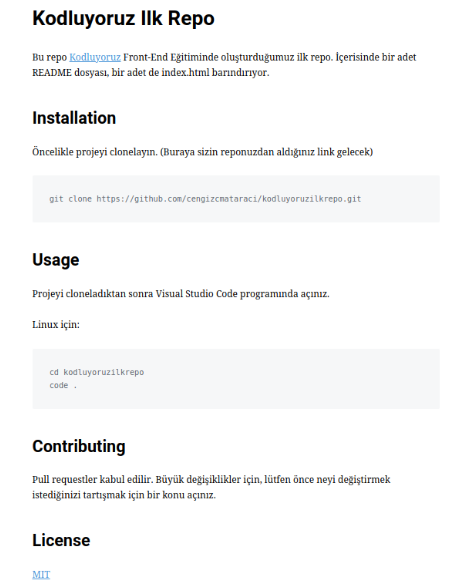 Kodluyoruz Ilk Repo
Bu repo Kodluyoruz Front-End Eğitiminde oluşturduğumuz ilk repo. İçerisinde bir adet
README dosyası, bir adet de index.html barındırıyor.
Installation
Öncelikle projeyi clonelayın. (Buraya sizin reponuzdan aldığınız link gelecek)
git clone https://github.com/cengizcmataraci/kodluyoruzilkrepo.git
Usage
Projeyi cloneladıktan sonra Visual Studio Code programında açınız.
Linux için:
cd kodluyoruzilkrepo
code .
Contributing
Pull requestler kabul edilir. Büyük değişiklikler için, lütfen önce neyi değiştirmek
istediğinizi tartışmak için bir konu açınız.
License
MIT